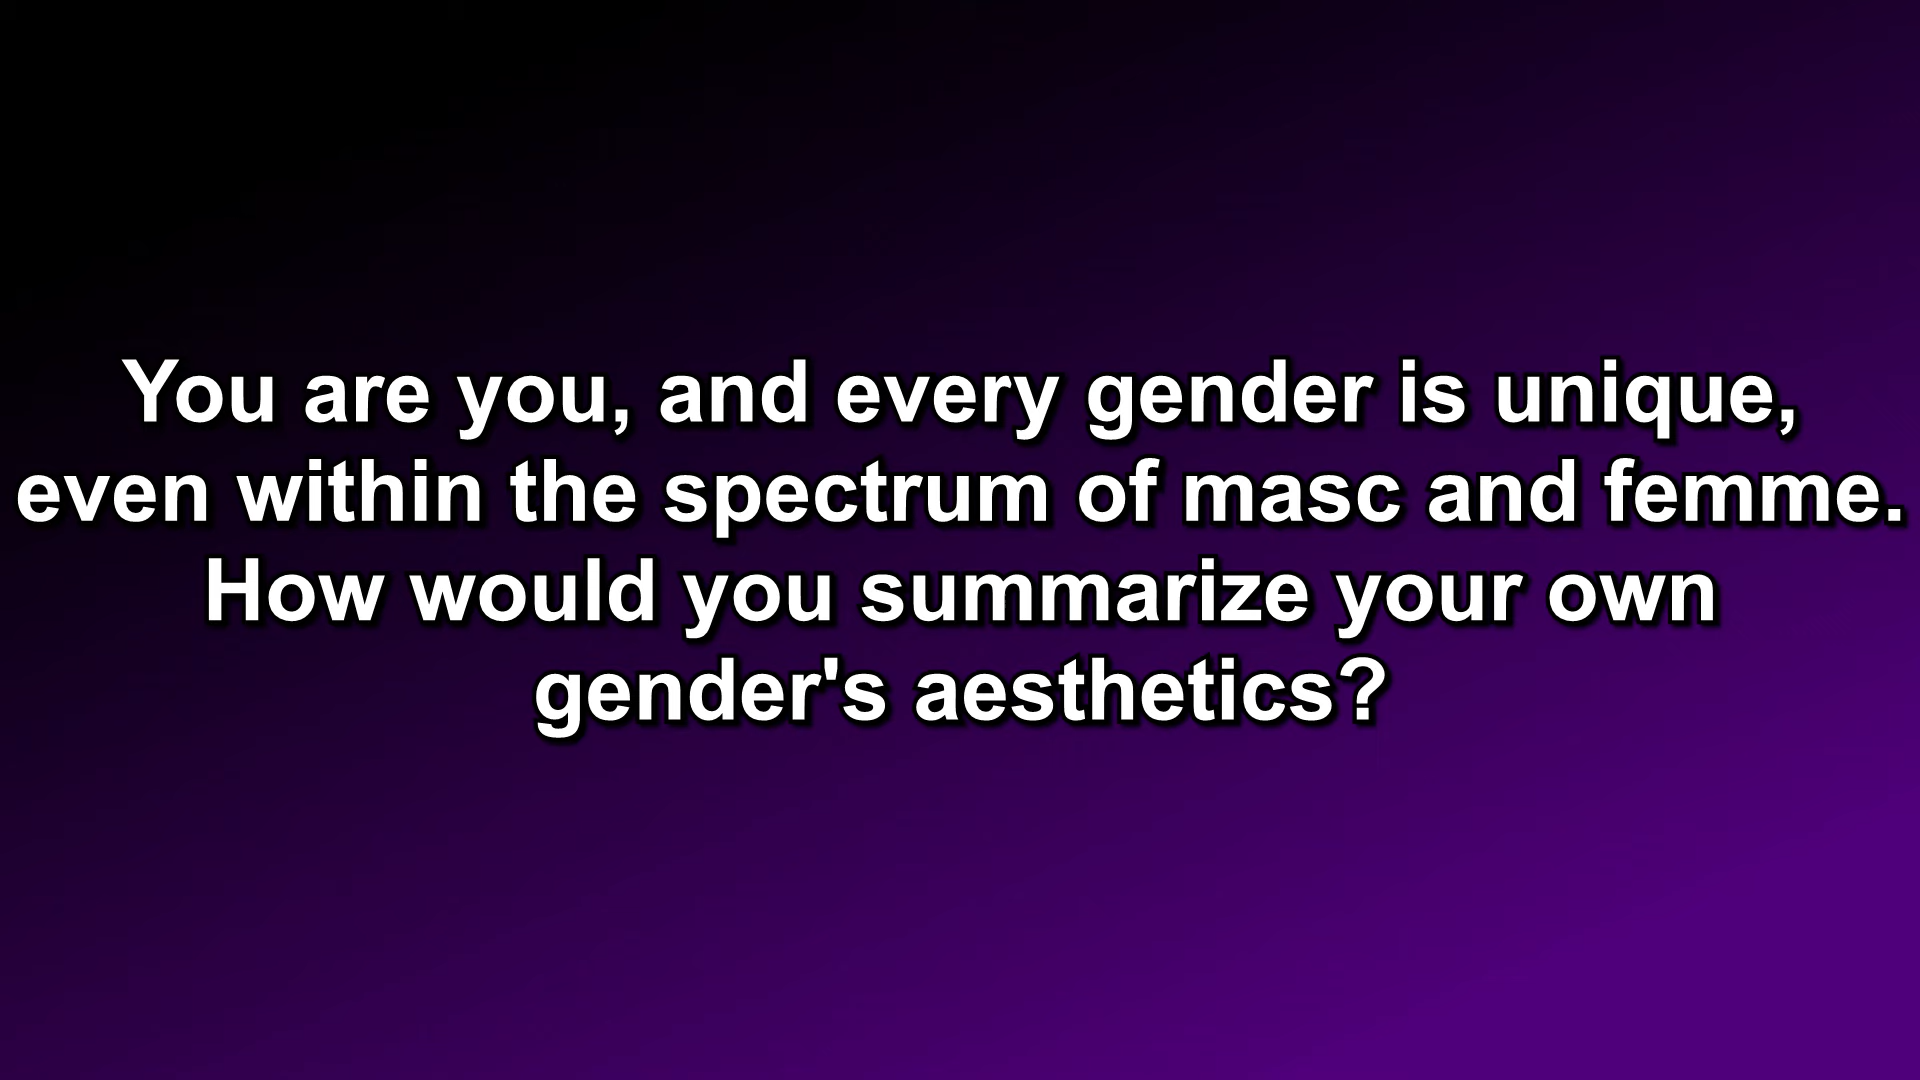 You are you, and every gender is unique,
even within the spectrum of masc and femme.
How would you summarize your own
gender's aesthetics?